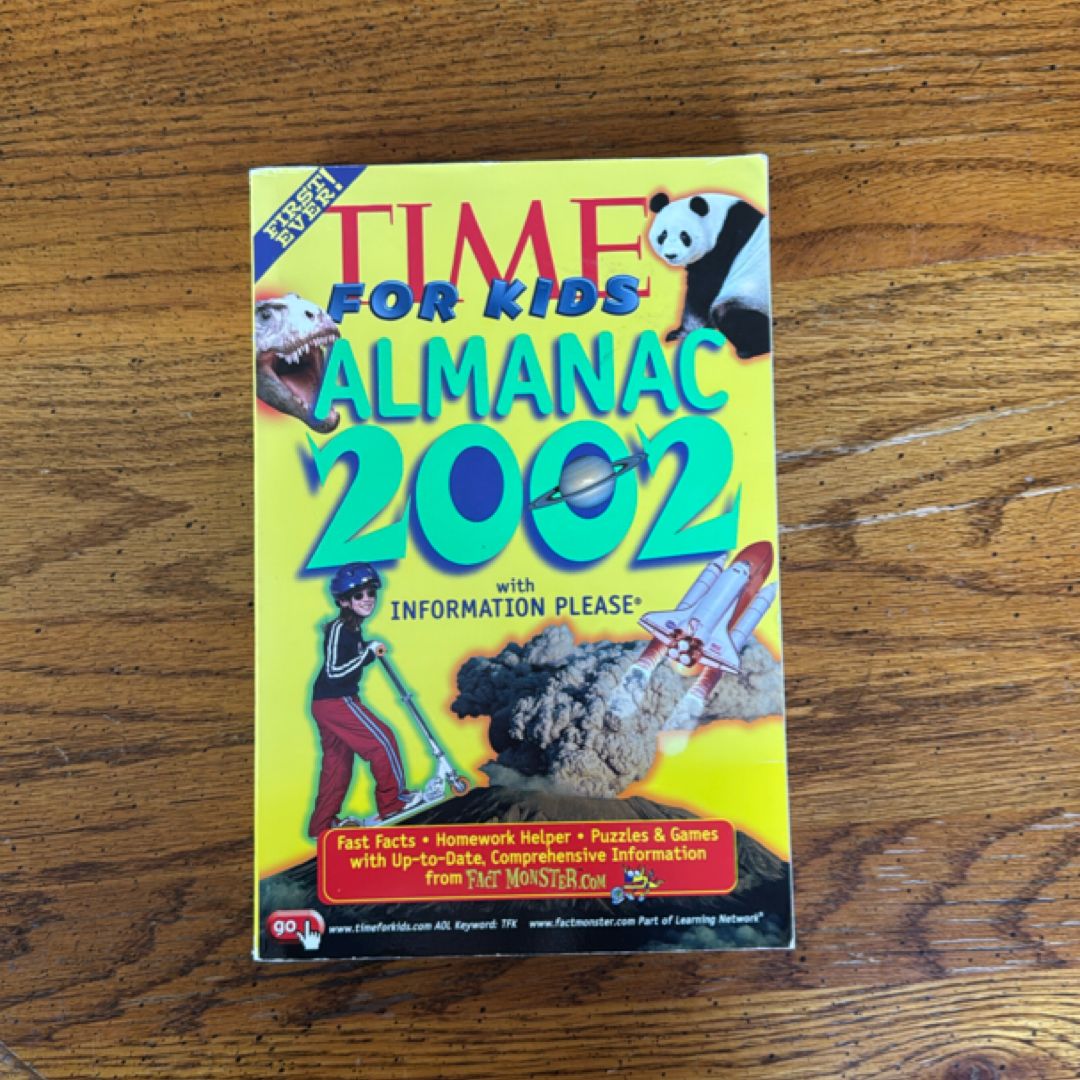 FIRST
EVER!
TIME
FOR KIDS
ALMANAC
2002
with
INFORMATION PLEASE®
Fast Facts • Homework Helper • Puzzles & Games
with Up-to-Date, Comprehensive Information
from FACT MONSTER.COM
go
www.timeforkids.com AOL Keyword: TFK www.factmonster.com Part of Learning Network®